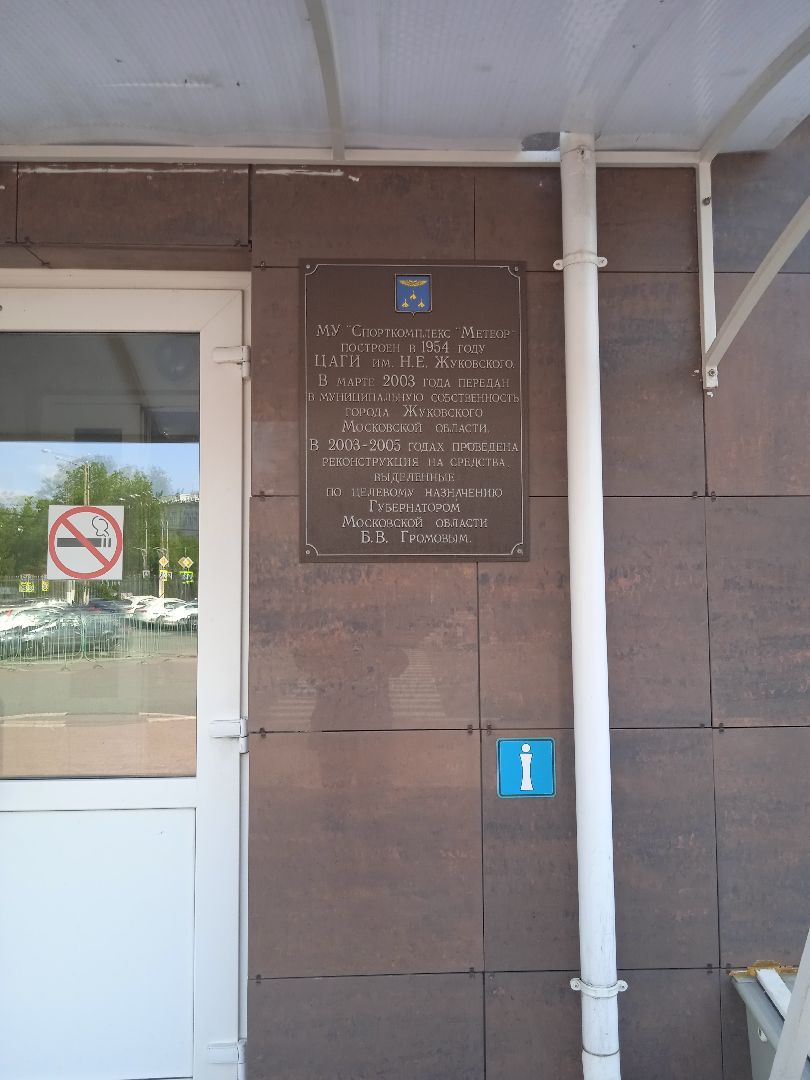 МУ "Спорткомплекс "Метеор"
построен в 1954 году
ЦАГИ им. Н.Е. Жуковского.
В марте 2003 года передан
в муниципальную собственность
города Жуковского
Московской области.
В 2003-2005 годах проведена
реконструкция на средства,
выделенные
по целевому назначению
Губернатором
Московской области
Б.В. Громовым.
i